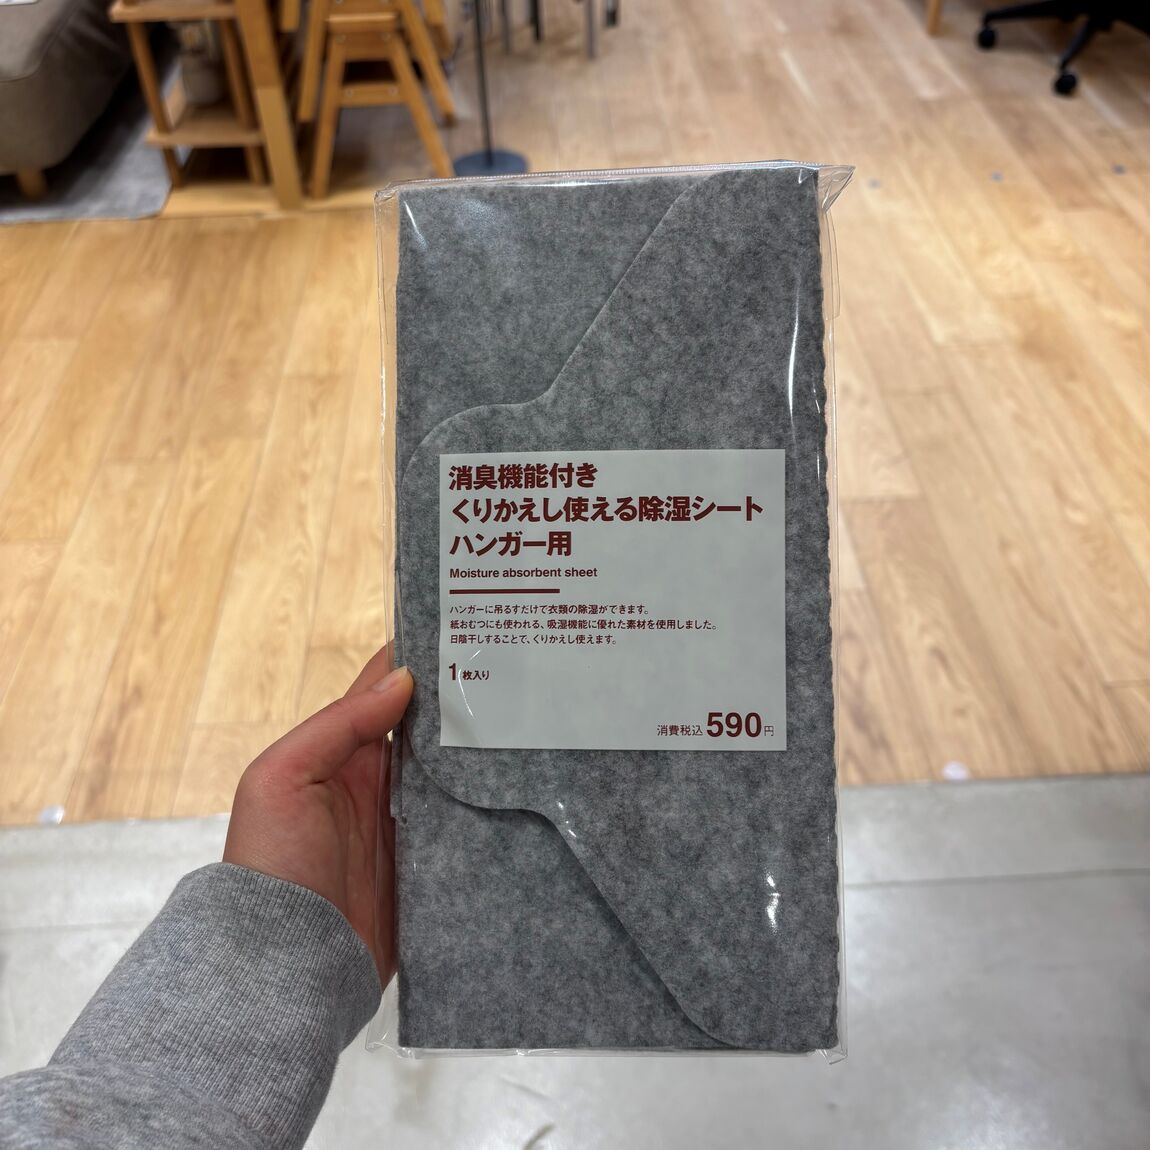 消臭機能付き
くりかえし使える除湿シート
ハンガー用
Moisture absorbent sheet
ハンガーに吊るすだけで衣類の除湿ができます。
紙おむつにも使われる、吸湿機能に優れた素材を使用しました。
日陰干しすることで、くりかえし使えます。
1枚入り
消費税込590円